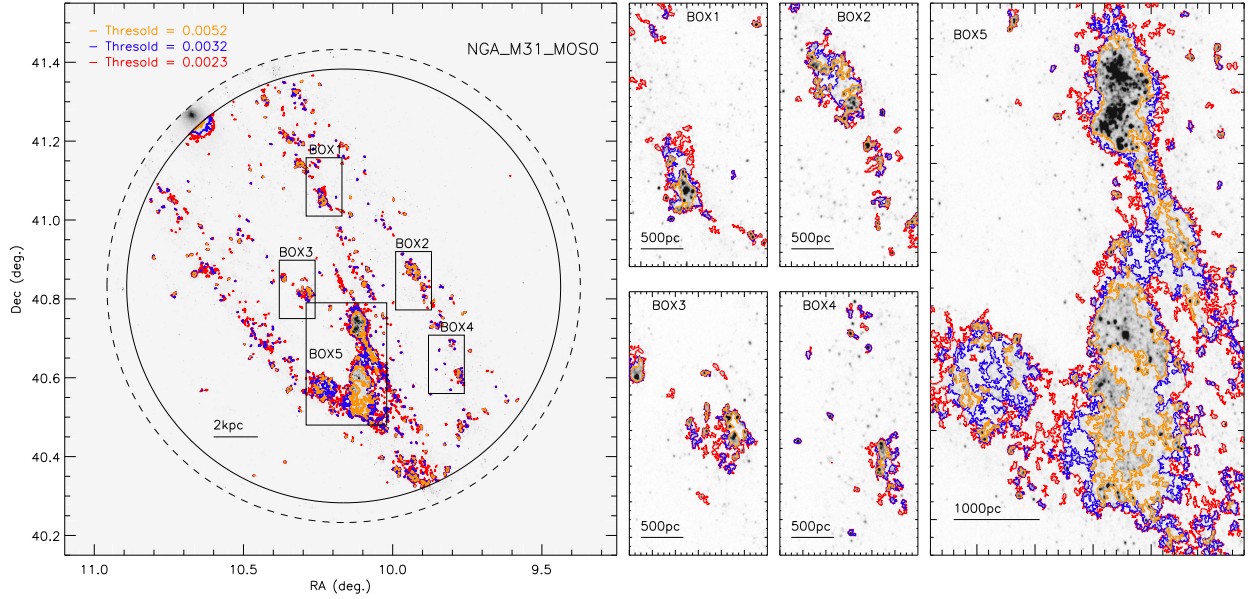 − Thresold = 0.0052
− Thresold = 0.0032
− Thresold = 0.0023
NGA_M31_MOS0
BOX1
BOX2
BOX3
BOX4
BOX5
2kpc
41.4
41.2
41.0
40.8
40.6
40.4
40.2
Dec (deg.)
11.0
10.5
10.0
9.5
RA (deg.)
BOX1
500pc
BOX2
500pc
BOX3
500pc
BOX4
500pc
BOX5
1000pc